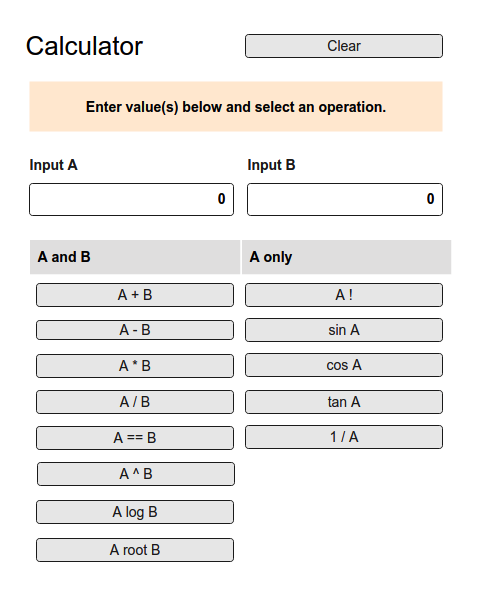 Calculator
Clear
Enter value(s) below and select an operation.
Input A
Input B
0
0
A and B
A only
A + B
A !
A - B
sin A
A * B
cos A
A / B
tan A
A == B
1 / A
A ^ B
A log B
A root B